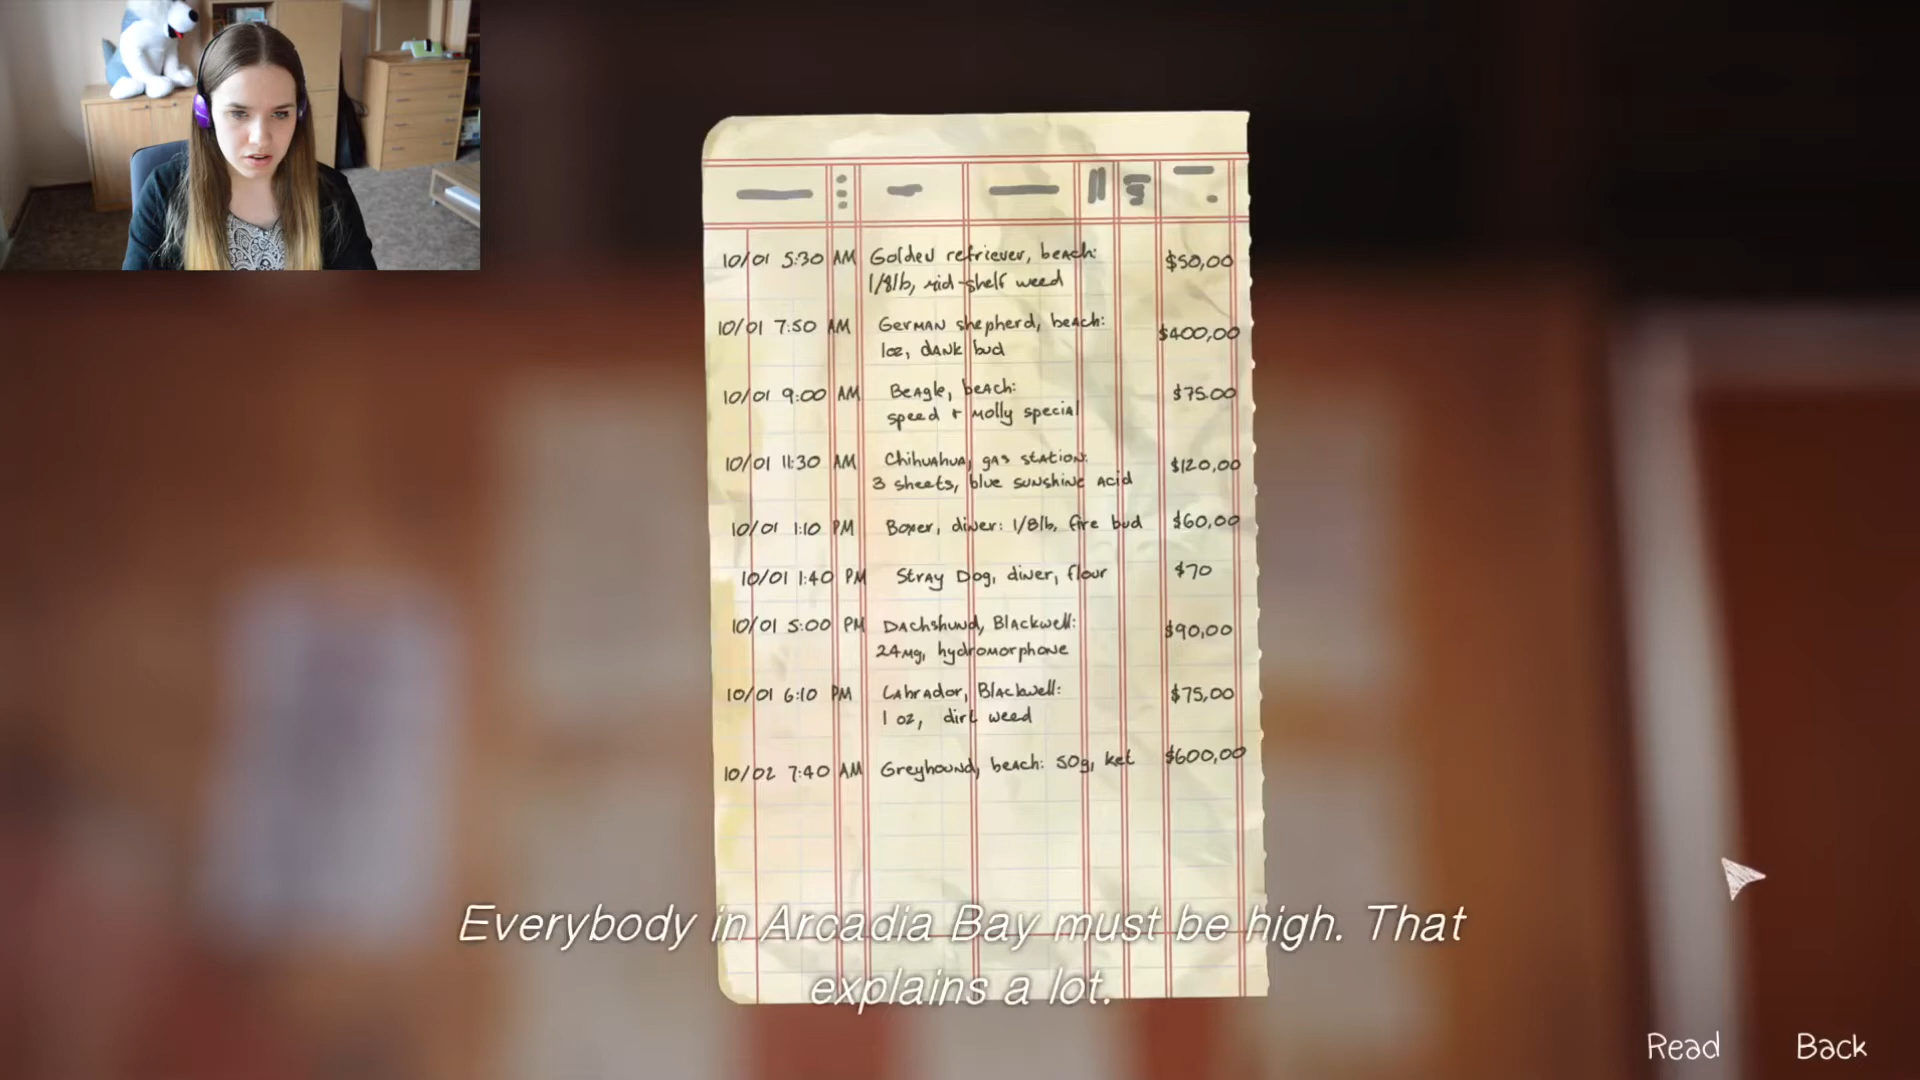 10/01 5:30 AM Golden retriever, beach: $50,00
1/8lb, mid-shelf weed
10/01 7:50 AM German shepherd, beach: $400,00
1oz, dank bud
10/01 9:00 AM Beagle, beach: $75.00
speed + Molly special
10/01 11:30 AM Chihuahua, gas station: $120,00
3 sheets, blue sunshine acid
10/01 1:10 PM Boxer, diner: 1/8lb, fire bud $60,00
10/01 1:40 PM Stray Dog, diner, flour $70
10/01 5:00 PM Dachshund, Blackwell: $90,00
24mg, hydromorphone
10/01 6:10 PM Labrador, Blackwell: $75,00
1 oz, dirt weed
10/02 7:40 AM Greyhound, beach: 50g, ket $600,00
Everybody in Arcadia Bay must be high. That
explains a lot.
Read Back